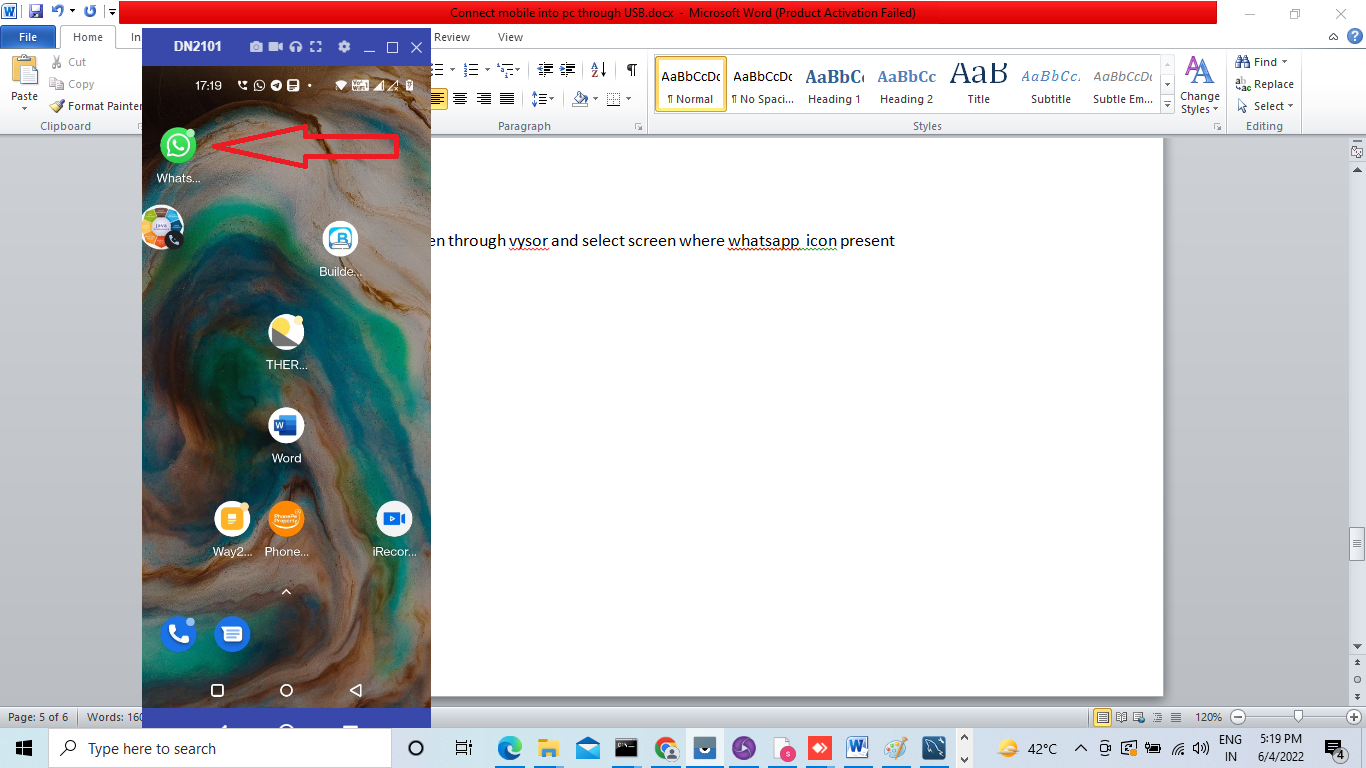 Connect mobile into pc through USB.docx - Microsoft Word (Product Activation Failed)
File Home In Review View
DN2101
Paste
Cut
Copy
Format Painter
Clipboard
Paragraph
AaBbCcDc AaBbCcDc AaBbCc AaBbCc AaB AaBbCc. AaBbCcDc
¶ Normal ¶ No Spaci... Heading 1 Heading 2 Title Subtitle Subtle Em...
Styles
Change
Styles
Find
Replace
Select
Editing
17:19
Whats...
java
Builde...
en through vysor and select screen where whatsapp icon present
THER...
Word
PhonePe
Property
Way2... Phone... iRecor...
Page: 5 of 6 Words: 160
120%
Type here to search
42°C
ENG
IN
5:19 PM
6/4/2022
4